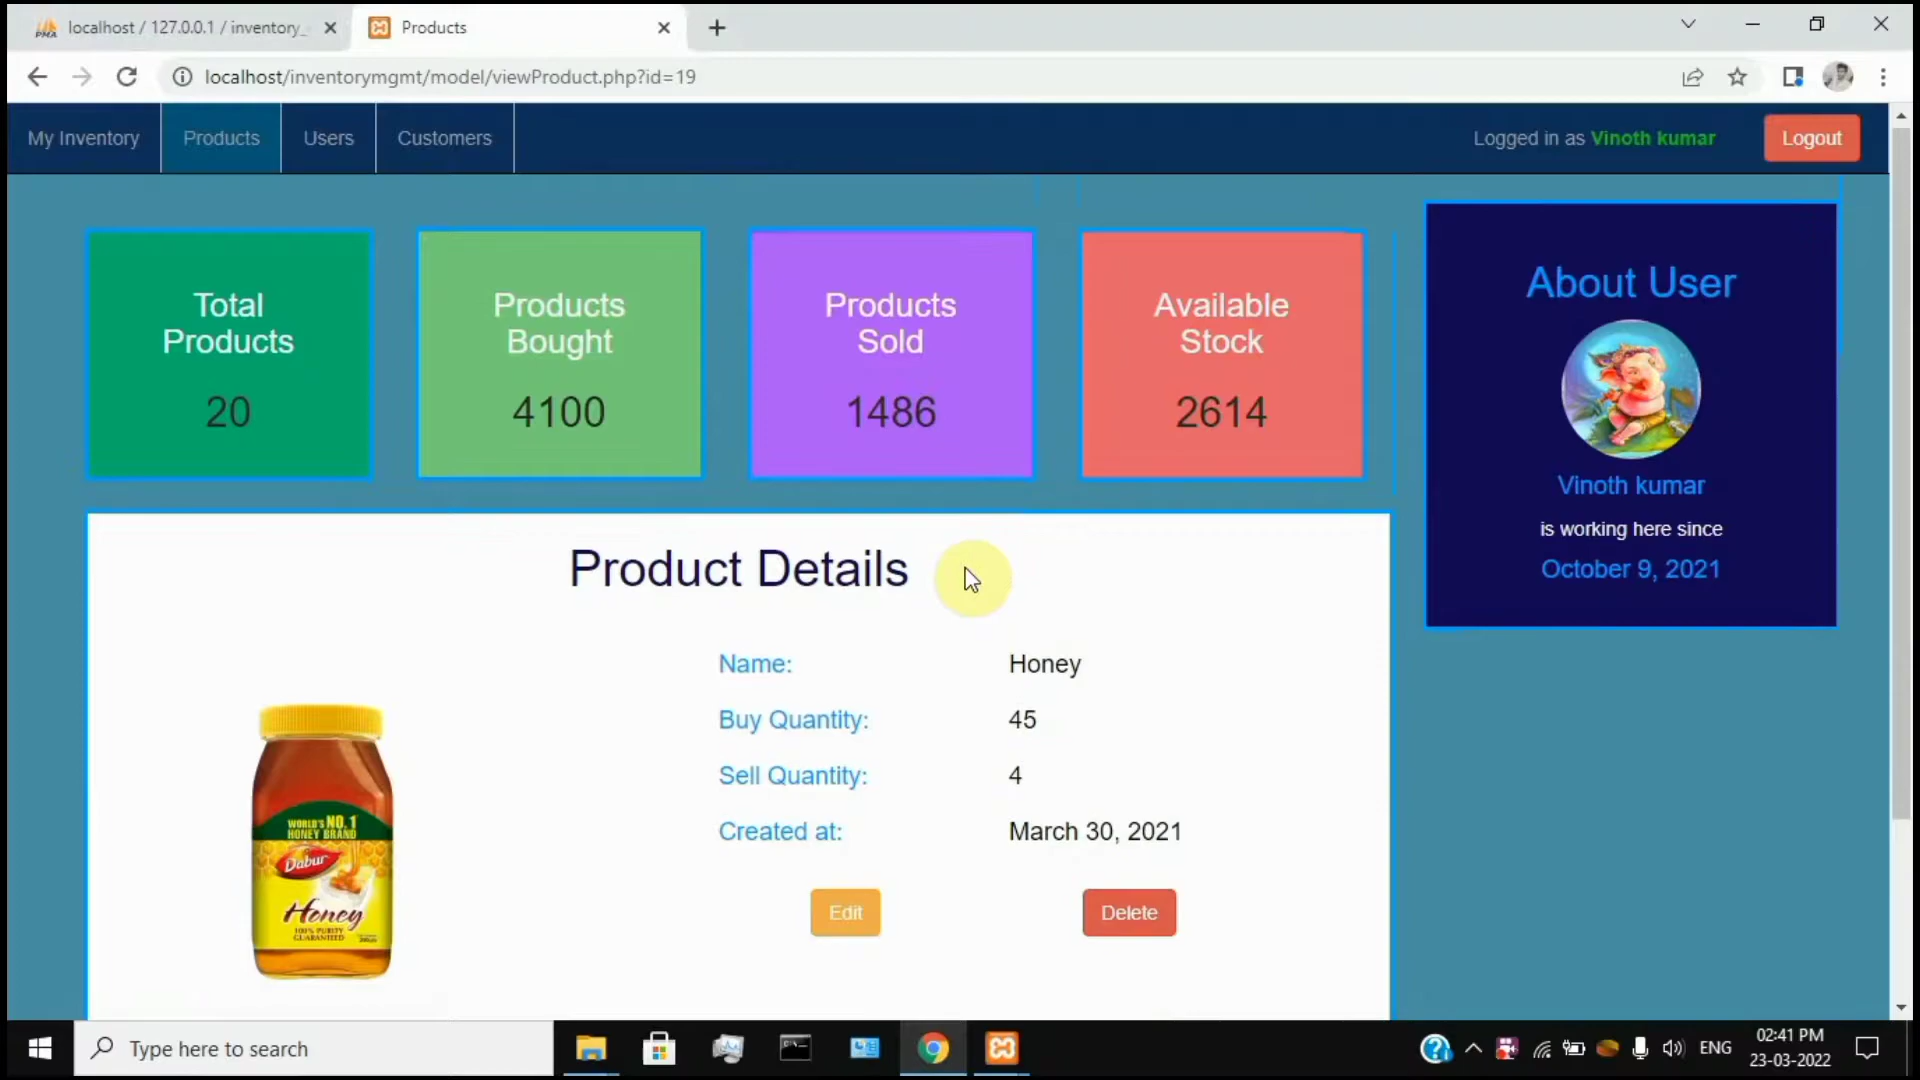 localhost / 127.0.0.1 / inventory_
Products
localhost/inventorymgmt/model/viewProduct.php?id=19
My Inventory
Products
Users
Customers
Logged in as Vinoth kumar
Logout
Total
Products
20
Products
Bought
4100
Products
Sold
1486
Available
Stock
2614
About User
Vinoth kumar
is working here since
October 9, 2021
Product Details
Name: Honey
Buy Quantity: 45
Sell Quantity: 4
Created at: March 30, 2021
Edit
Delete
WORLD'S NO. 1
HONEY BRAND
Dabur
Honey
100% PURITY
GUARANTEED
Type here to search
ENG
02:41 PM
23-03-2022